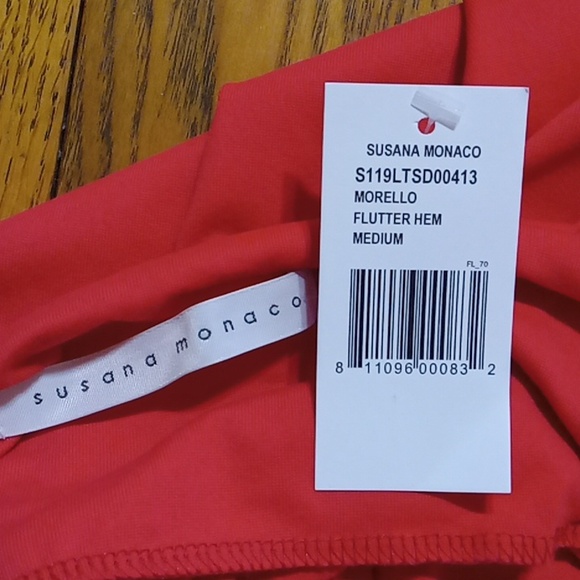 SUSANA MONACO
S119LTSD00413
MORELLO
FLUTTER HEM
MEDIUM
FL_70
8 11096 00083 2
susana monaco